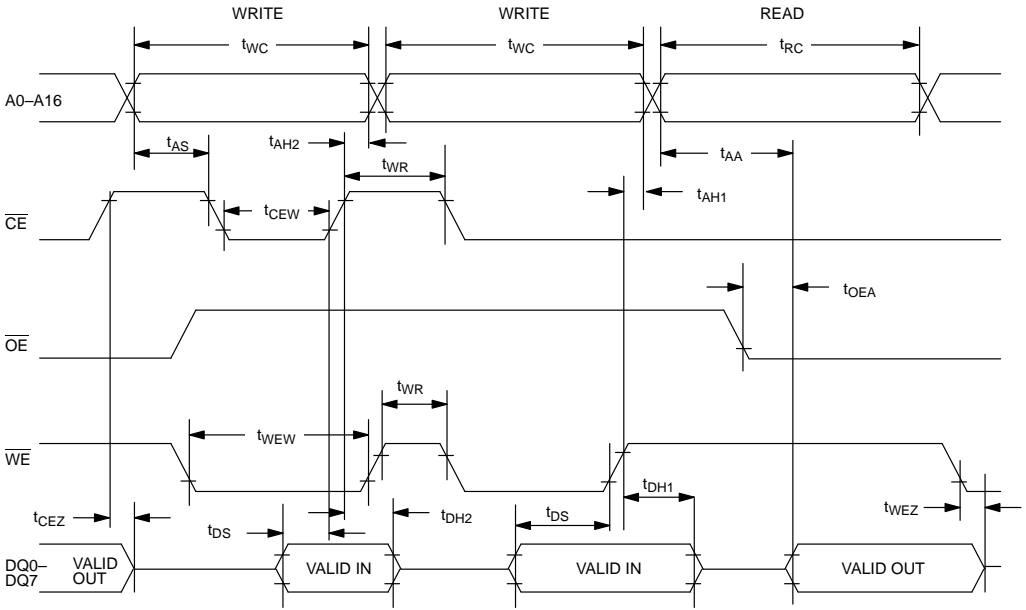 WRITE WRITE READ
tWC tWC tRC
A0–A16
tAS tAH2 tWR tAA
tAH1
CE tCEW
tOEA
OE
tWR
tWEW
WE
tDH1
tCEZ tDS tDH2 tDS tWEZ
DQ0–
DQ7
VALID
OUT
VALID IN VALID IN VALID OUT